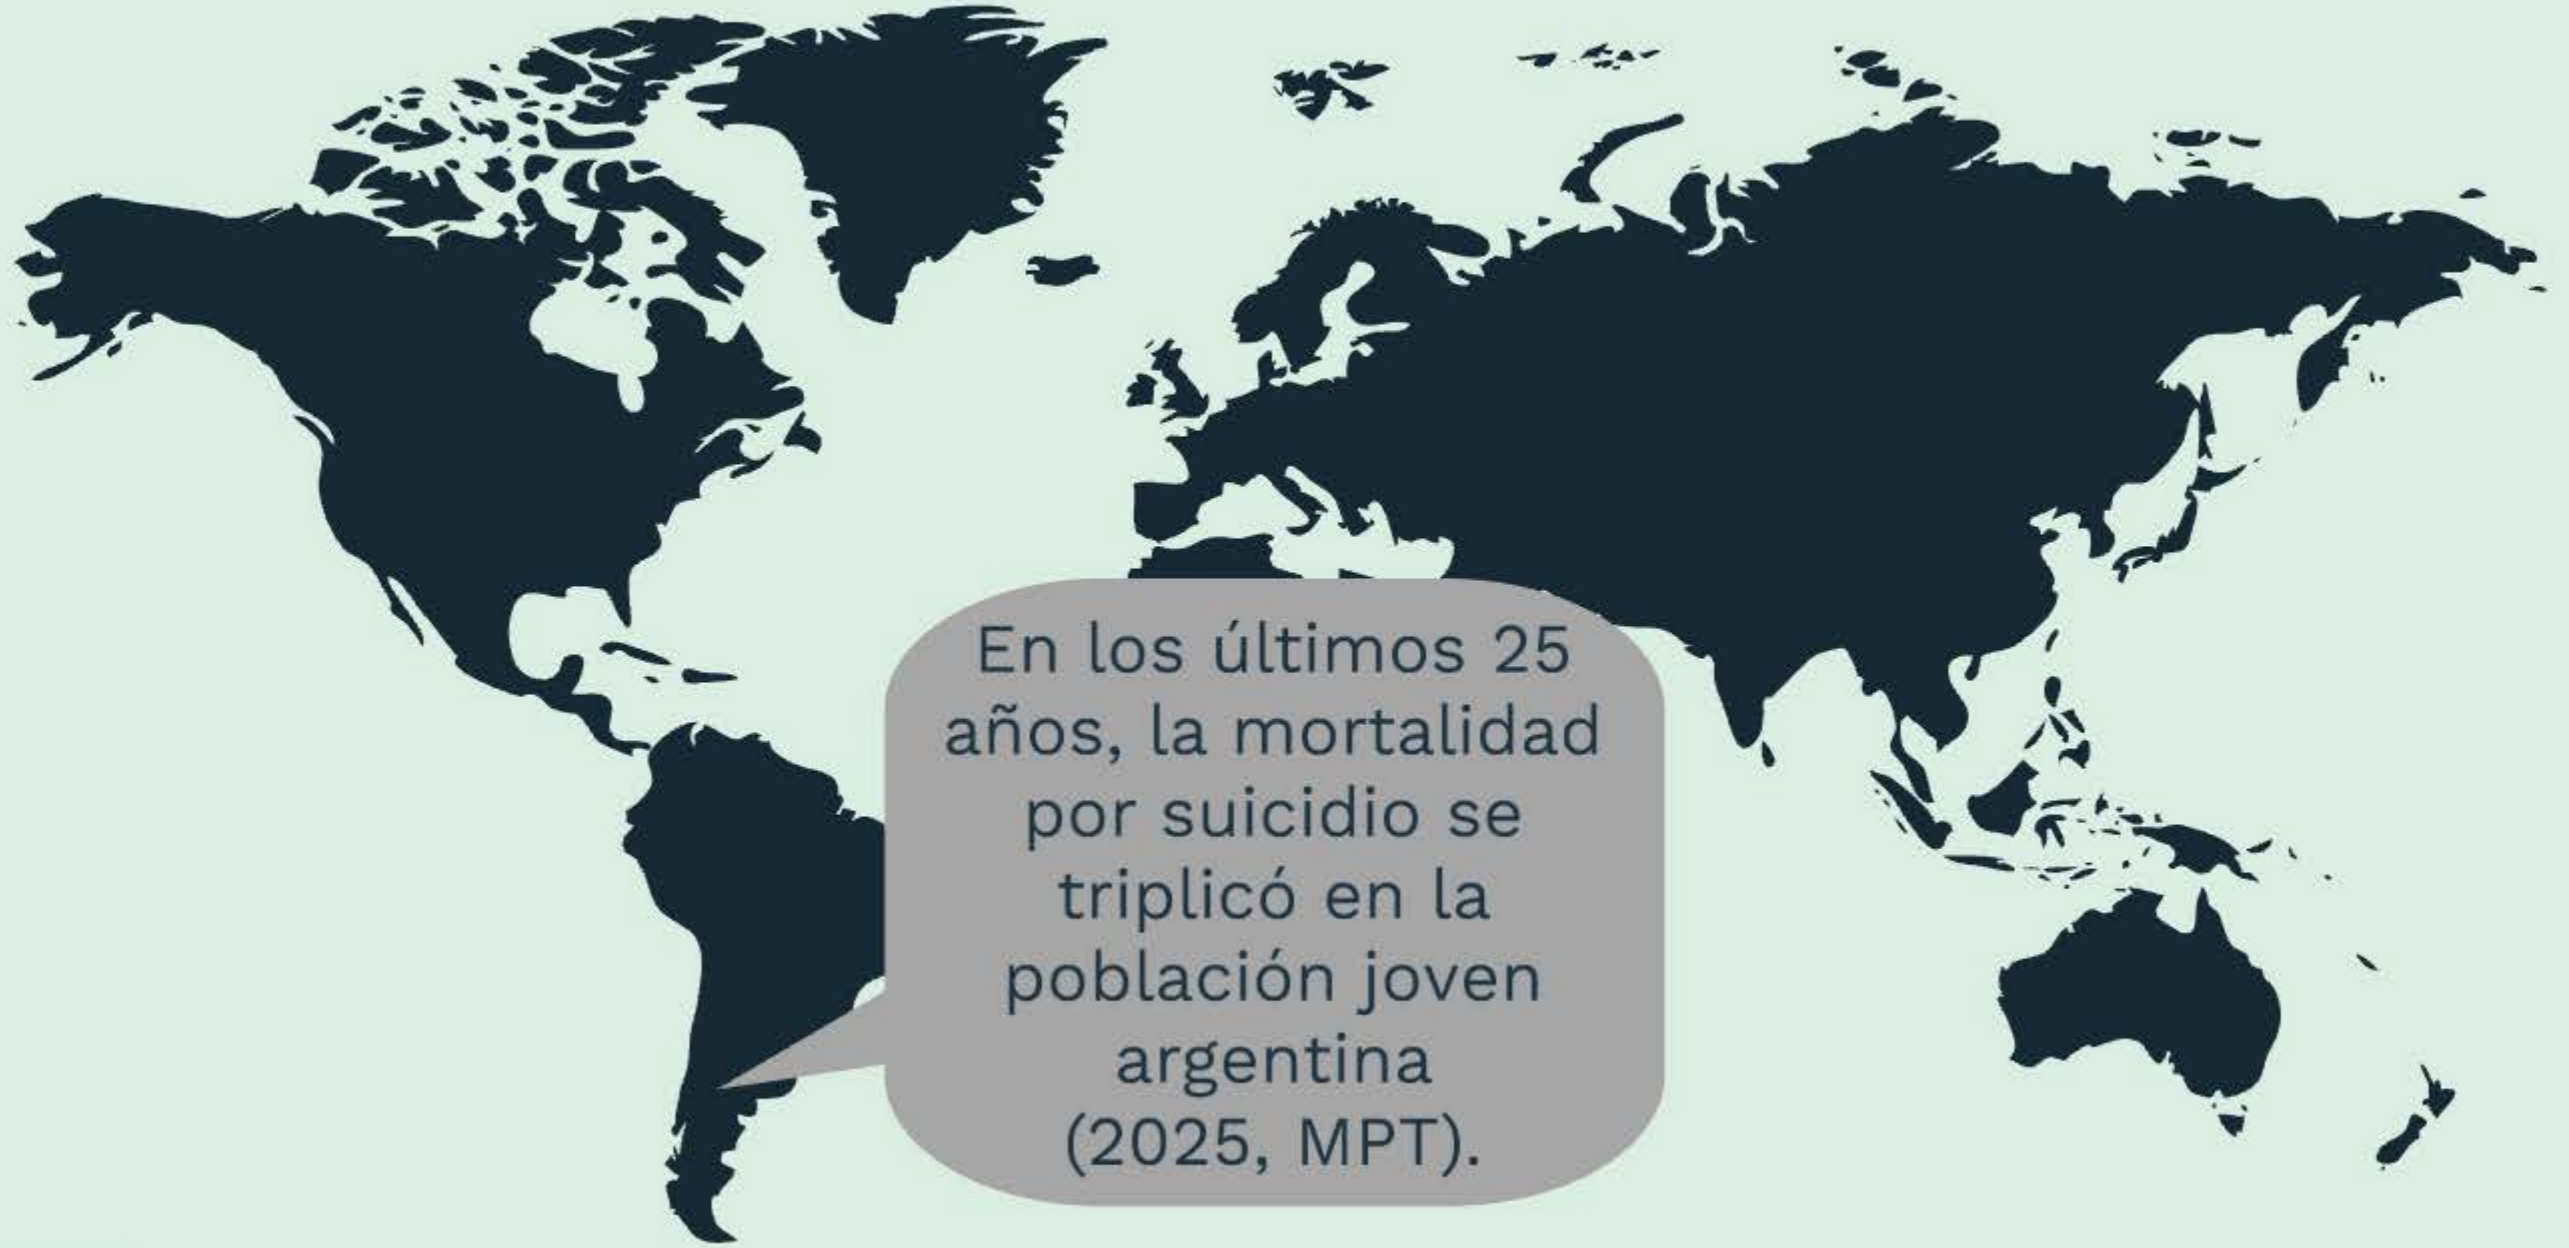 En los últimos 25
años, la mortalidad
por suicidio se
triplicó en la
población joven
argentina
(2025, MPT).